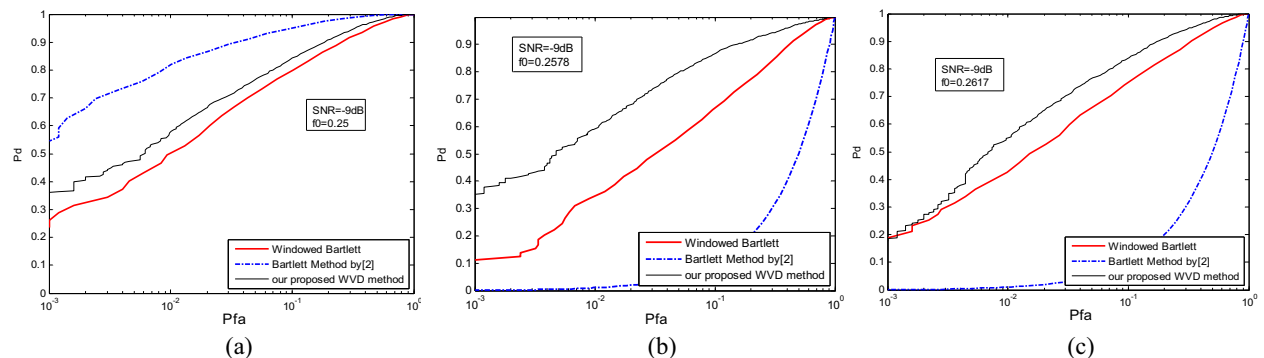 1
0.9
0.8
0.7
0.6
0.5
0.4
0.3
0.2
0.1
0
Pd
SNR=-9dB
f0=0.25
Windowed Bartlett
Bartlett Method by[2]
our proposed WVD method
10-3
10-2
10-1
100
Pfa
(a)
0.9
0.8
0.7
0.6
0.5
0.4
0.3
0.2
0.1
0
Pd
SNR=-9dB
f0=0.2578
Windowed Bartlett
Bartlett Method by[2]
our proposed WVD method
10-3
10-2
10-1
100
Pfa
(b)
1
0.9
0.8
0.7
0.6
0.5
0.4
0.3
0.2
0.1
0
Pd
SNR=-9dB
f0=0.2617
Windowed Bartlett
Bartlett Method by[2]
our proposed WVD method
10-3
10-2
10-1
100
Pfa
(c)